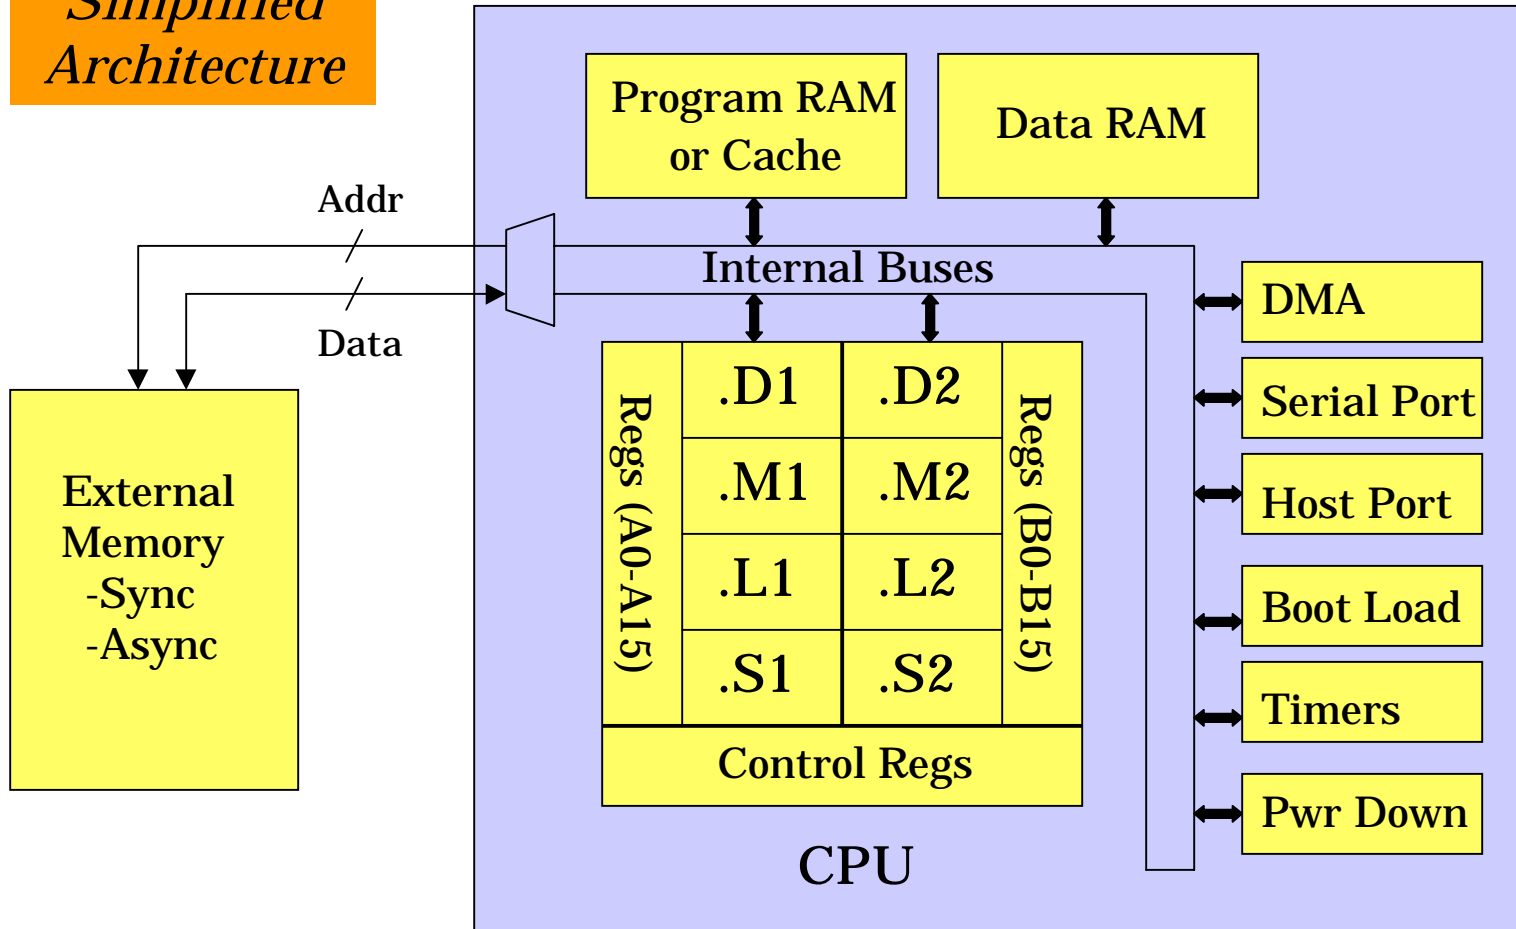 Simplified
Architecture
Program RAM
or Cache
Data RAM
Addr
Internal Buses
Data
DMA
Serial Port
Host Port
Boot Load
Timers
Pwr Down
External
Memory
-Sync
-Async
Regs (A0-A15)
.D1
.D2
.M1
.M2
.L1
.L2
.S1
.S2
Regs (B0-B15)
Control Regs
CPU